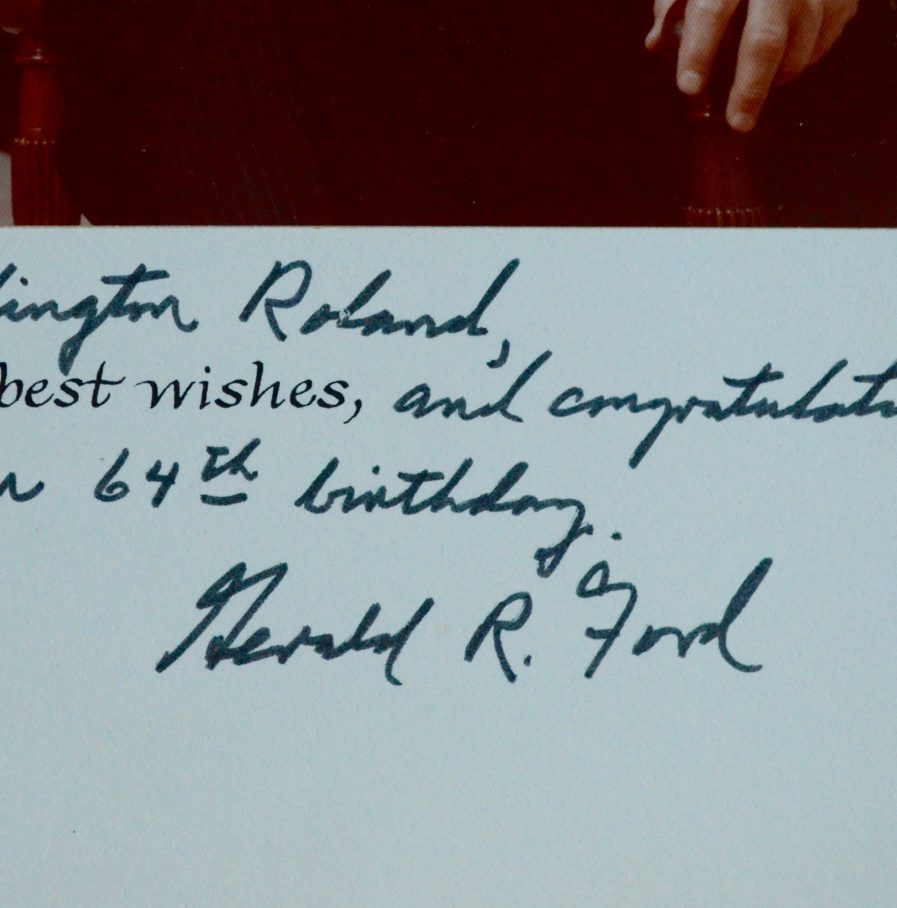 lington Roland,
best wishes, and congratulat
64th birthday.
Gerald R. Ford